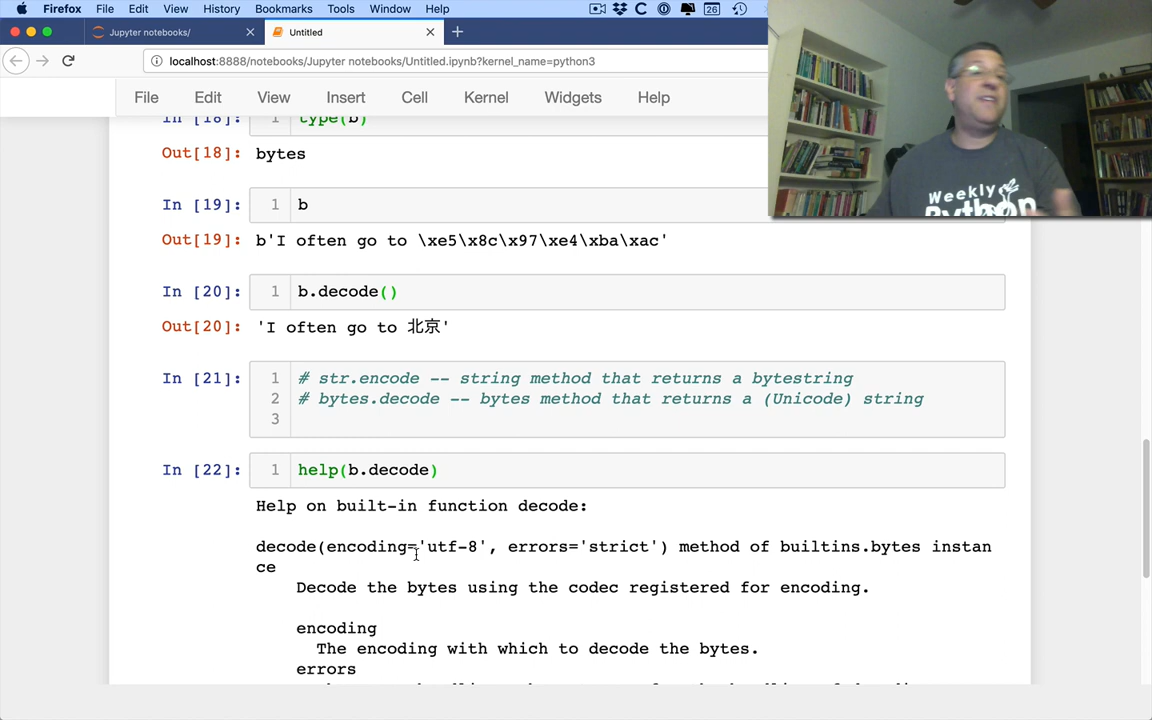 Firefox File Edit View History Bookmarks Tools Window Help 26
Jupyter notebooks/ Untitled
localhost:8888/notebooks/Jupyter notebooks/Untitled.ipynb?kernel_name=python3
File Edit View Insert Cell Kernel Widgets Help
Weekly
Python
In [18]: 1 type(b)
Out[18]: bytes
In [19]: 1 b
Out[19]: b'I often go to \xe5\x8c\x97\xe4\xba\xac'
In [20]: 1 b.decode()
Out[20]: 'I often go to 北京'
In [21]: 1 # str.encode -- string method that returns a bytestring
2 # bytes.decode -- bytes method that returns a (Unicode) string
3
In [22]: 1 help(b.decode)
Help on built-in function decode:
decode(encoding='utf-8', errors='strict') method of builtins.bytes instan
ce
Decode the bytes using the codec registered for encoding.
encoding
The encoding with which to decode the bytes.
errors